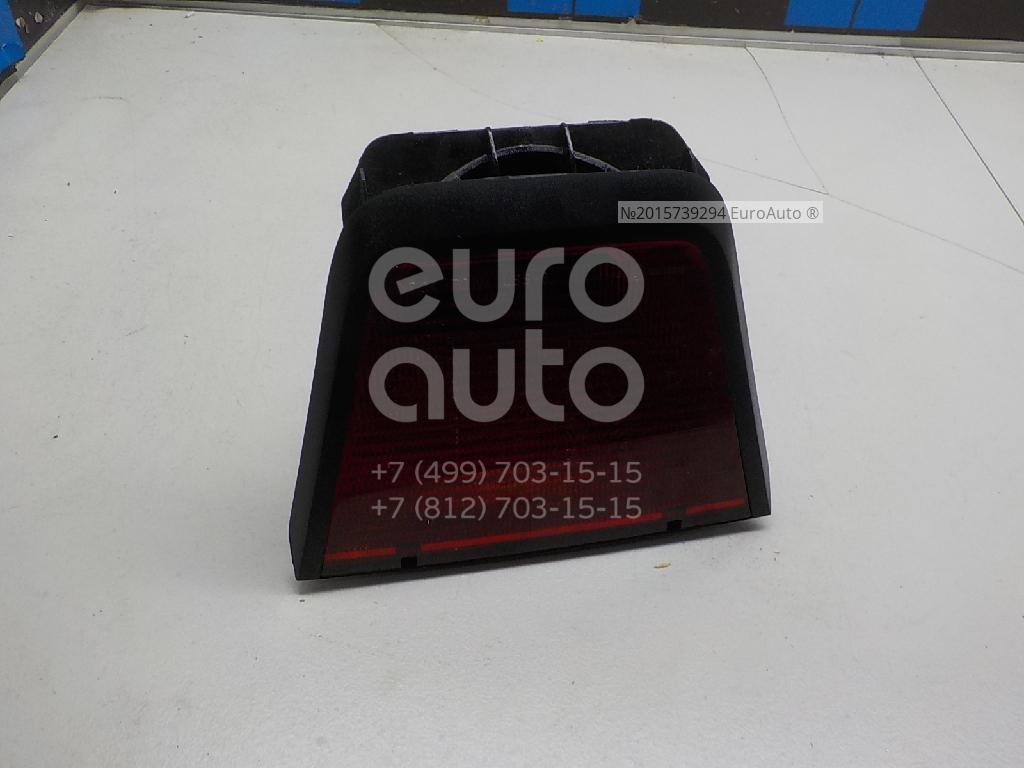 №2015739294 EuroAuto ®
euro
auto
+7 (499) 703-15-15
+7 (812) 703-15-15